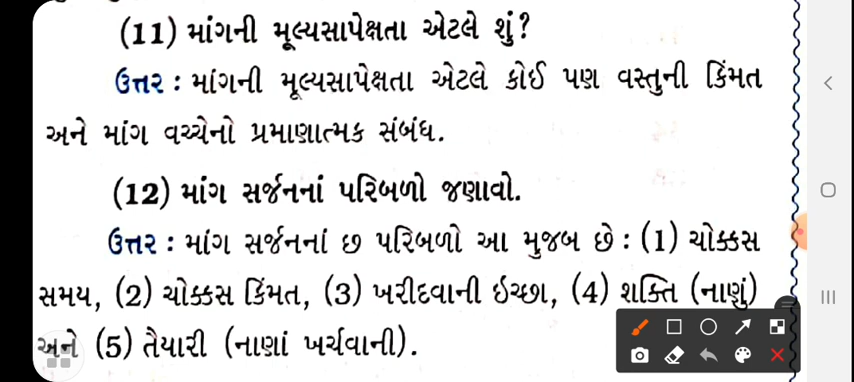 (11) માંગની મૂલ્યસાપેક્ષતા એટલે શું?
ઉત્તર : માંગની મૂલ્યસાપેક્ષતા એટલે કોઈ પણ વસ્તુની કિંમત
અને માંગ વચ્ચેનો પ્રમાણાત્મક સંબંધ.
(12) માંગ સર્જનનાં પરિબળો જણાવો.
ઉત્તર : માંગ સર્જનનાં છ પરિબળો આ મુજબ છે : (1) ચોક્કસ
સમય, (2) ચોક્કસ કિંમત, (3) ખરીદવાની ઇચ્છા, (4) શક્તિ (નાણું)
અને (5) તૈયારી (નાણાં ખર્ચવાની).